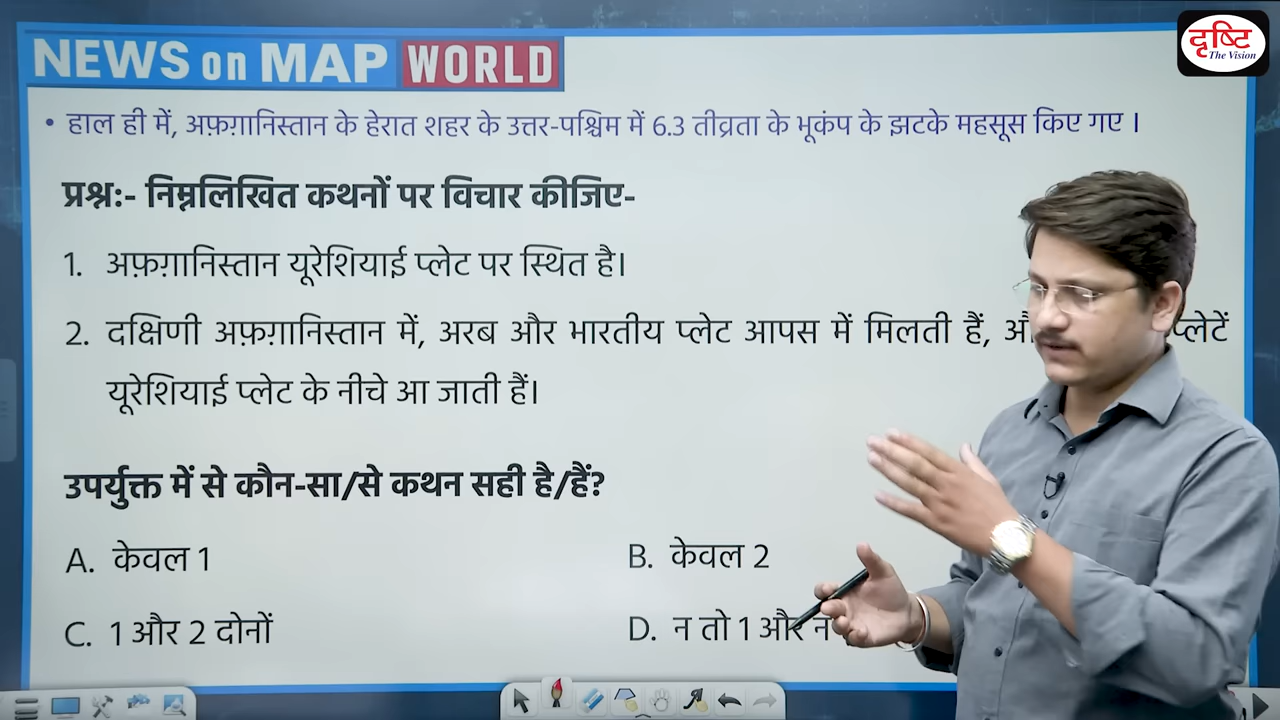 NEWS on MAP WORLD
दृष्टि
The Vision
• हाल ही में, अफ़ग़ानिस्तान के हेरात शहर के उत्तर-पश्चिम में 6.3 तीव्रता के भूकंप के झटके महसूस किए गए ।
प्रश्न:- निम्नलिखित कथनों पर विचार कीजिए-
1. अफ़ग़ानिस्तान यूरेशियाई प्लेट पर स्थित है।
2. दक्षिणी अफ़ग़ानिस्तान में, अरब और भारतीय प्लेट आपस में मिलती हैं, प्लेटें
यूरेशियाई प्लेट के नीचे आ जाती हैं।
उपर्युक्त में से कौन-सा/से कथन सही है/हैं?
A. केवल 1
B. केवल 2
C. 1 और 2 दोनों
D. न तो 1 और न